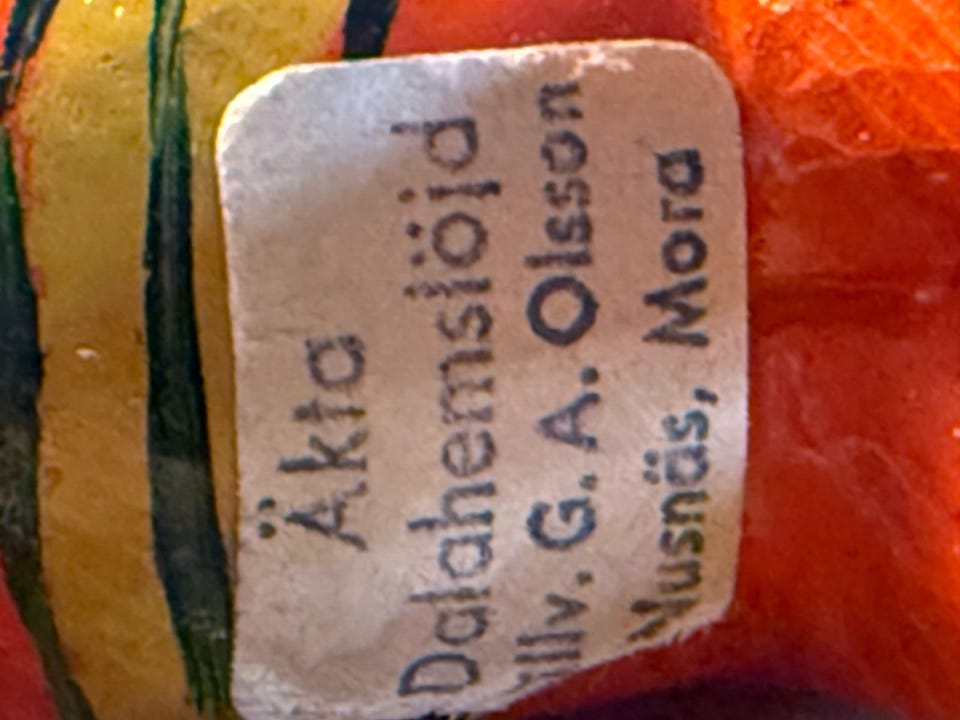 Äkta
Dalahemslöjd
illv. G. A. Olsson
Nusnäs, Mora